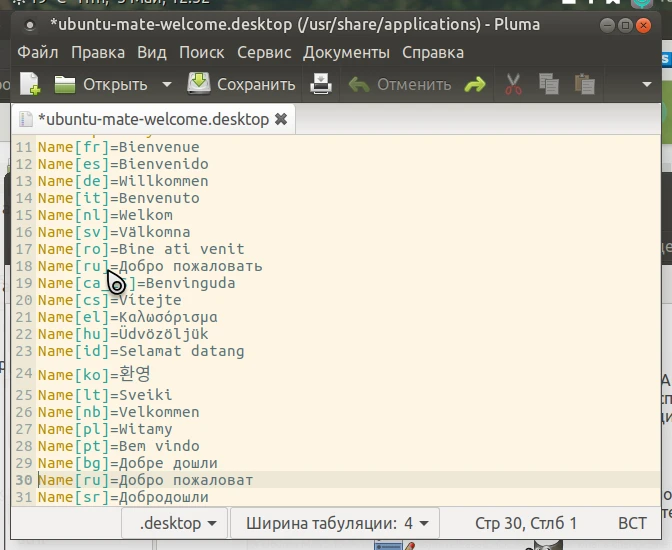 *ubuntu-mate-welcome.desktop (/usr/share/applications) - Pluma
Файл Правка Вид Поиск Сервис Документы Справка
Открыть Сохранить Отменить
*ubuntu-mate-welcome.desktop
11 Name[fr]=Bienvenue
12 Name[es]=Bienvenido
13 Name[de]=Willkommen
14 Name[it]=Benvenuto
15 Name[nl]=Welkom
16 Name[sv]=Välkomna
17 Name[ro]=Bine ati venit
18 Name[ru]=Добро пожаловать
19 Name[ca_ ]=Benvinguda
20 Name[cs]=Vítejte
21 Name[el]=Καλωσόρισμα
22 Name[hu]=Üdvözöljük
23 Name[id]=Selamat datang
24 Name[ko]=환영
25 Name[lt]=Sveiki
26 Name[nb]=Velkommen
27 Name[pl]=Witamy
28 Name[pt]=Bem vindo
29 Name[bg]=Добре дошли
30 Name[ru]=Добро пожаловат
31 Name[sr]=Добродошли
.desktop Ширина табуляции: 4 Стр 30, Стлб 1 ВСТ